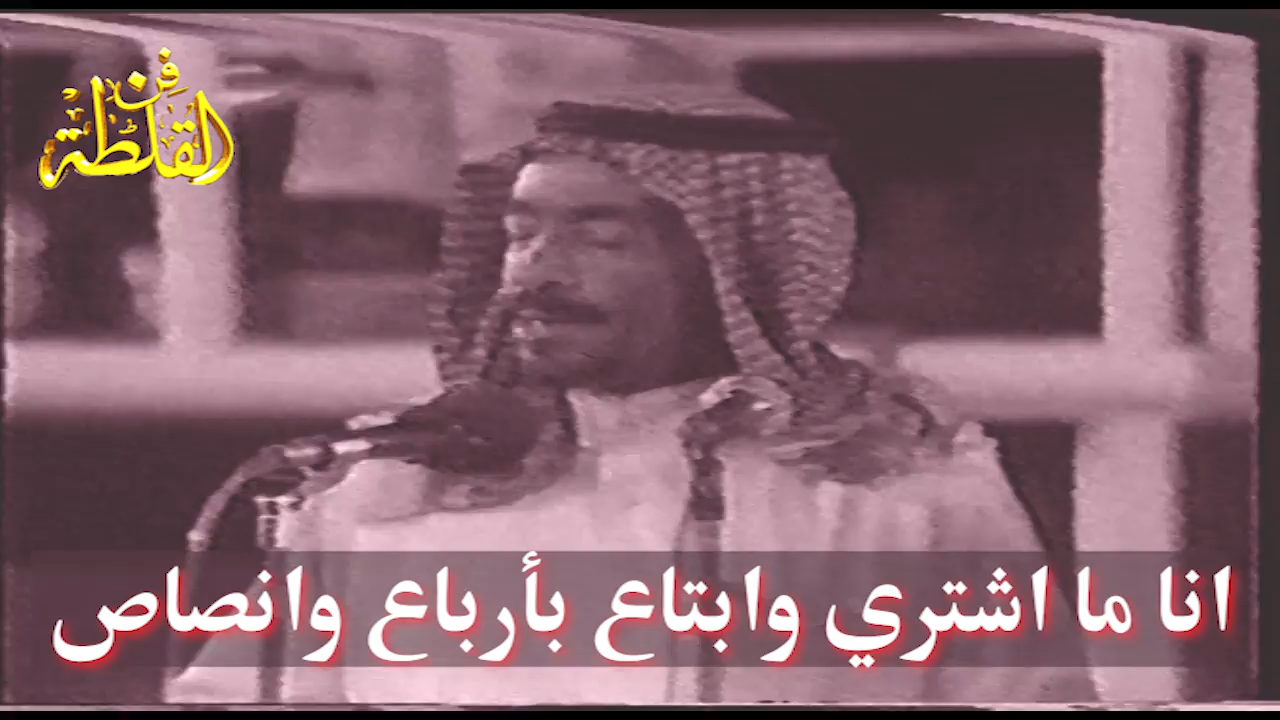 فن
القلطة
انا ما اشتري وابتاع بأرباع وانصاص